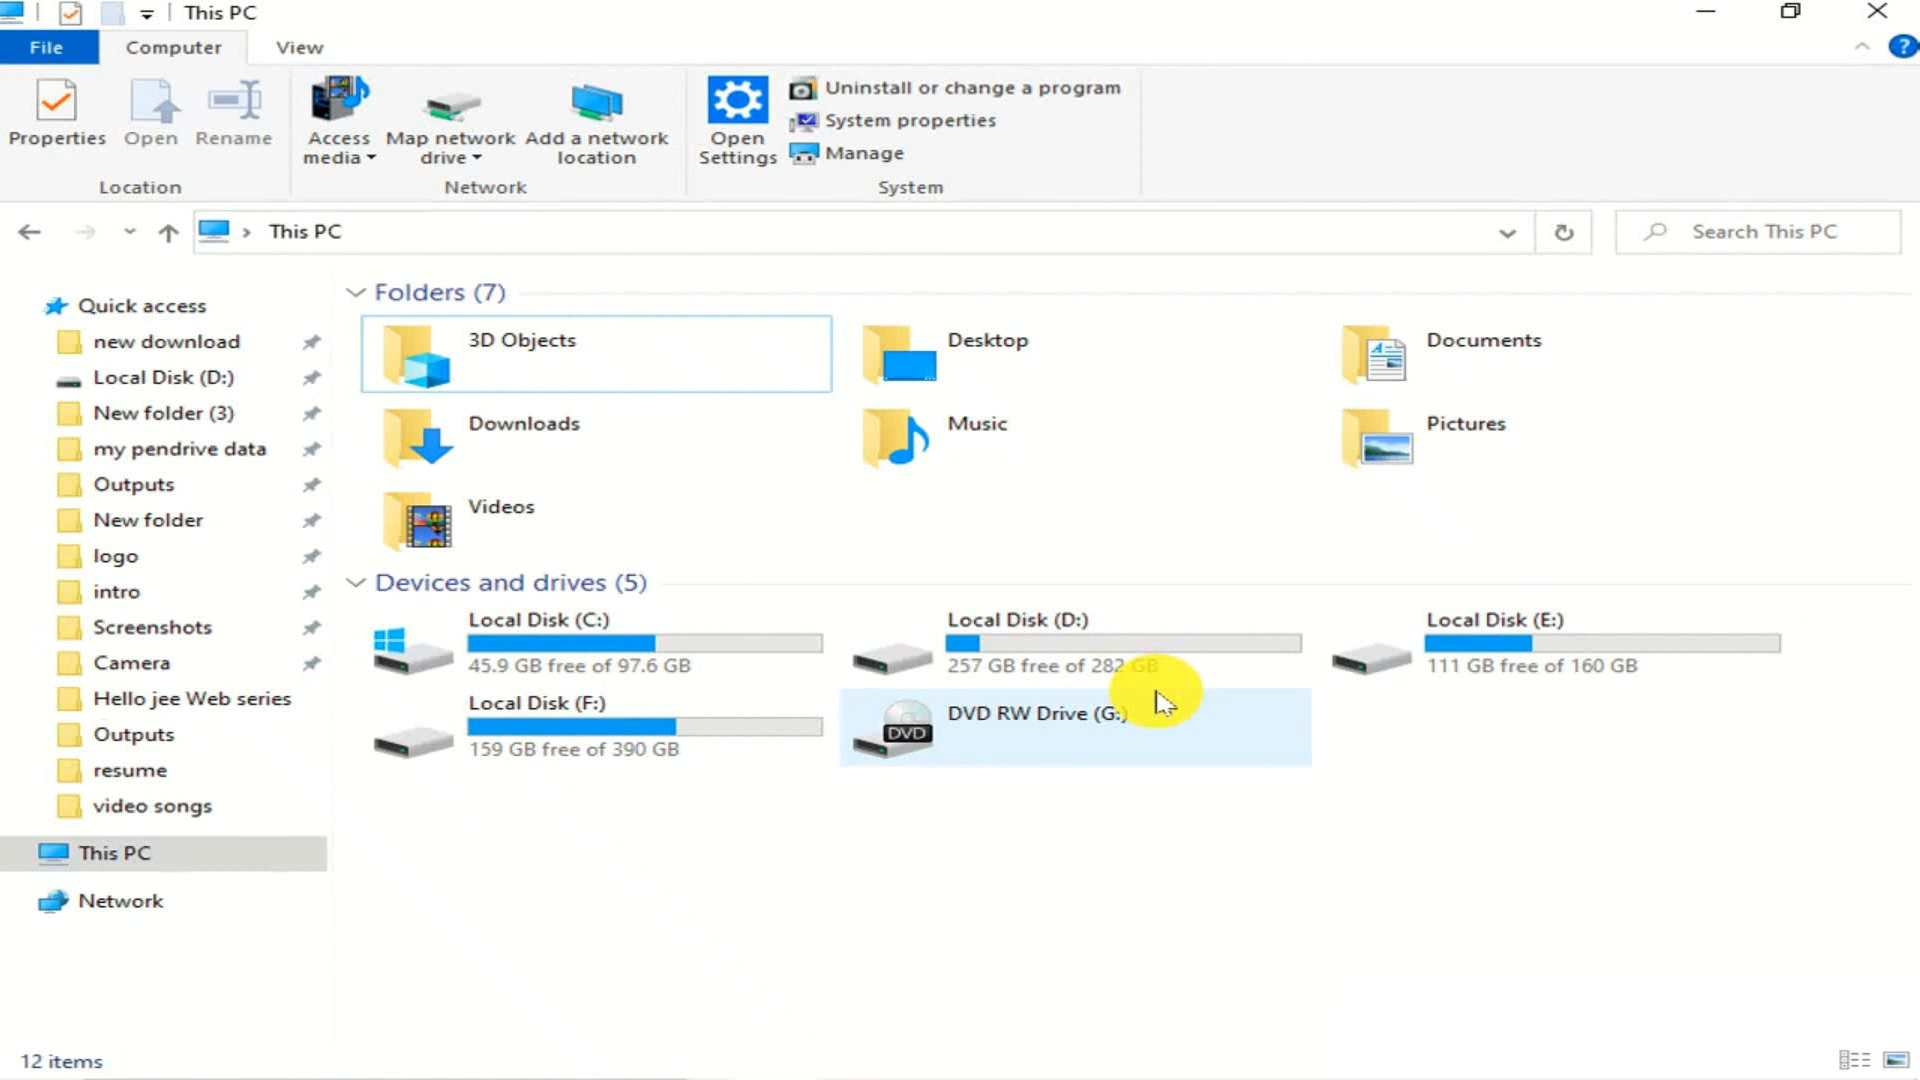 This PC
File
Computer
View
Properties
Open
Rename
Access media
Map network drive
Add a network location
Open Settings
Uninstall or change a program
System properties
Manage
Location
Network
System
This PC
Search This PC
Quick access
new download
Local Disk (D:)
New folder (3)
my pendrive data
Outputs
New folder
logo
intro
Screenshots
Camera
Hello jee Web series
Outputs
resume
video songs
This PC
Network
Folders (7)
3D Objects
Desktop
Documents
Downloads
Music
Pictures
Videos
Devices and drives (5)
Local Disk (C:)
45.9 GB free of 97.6 GB
Local Disk (D:)
257 GB free of 282 GB
Local Disk (E:)
111 GB free of 160 GB
Local Disk (F:)
159 GB free of 390 GB
DVD RW Drive (G:)
DVD
12 items